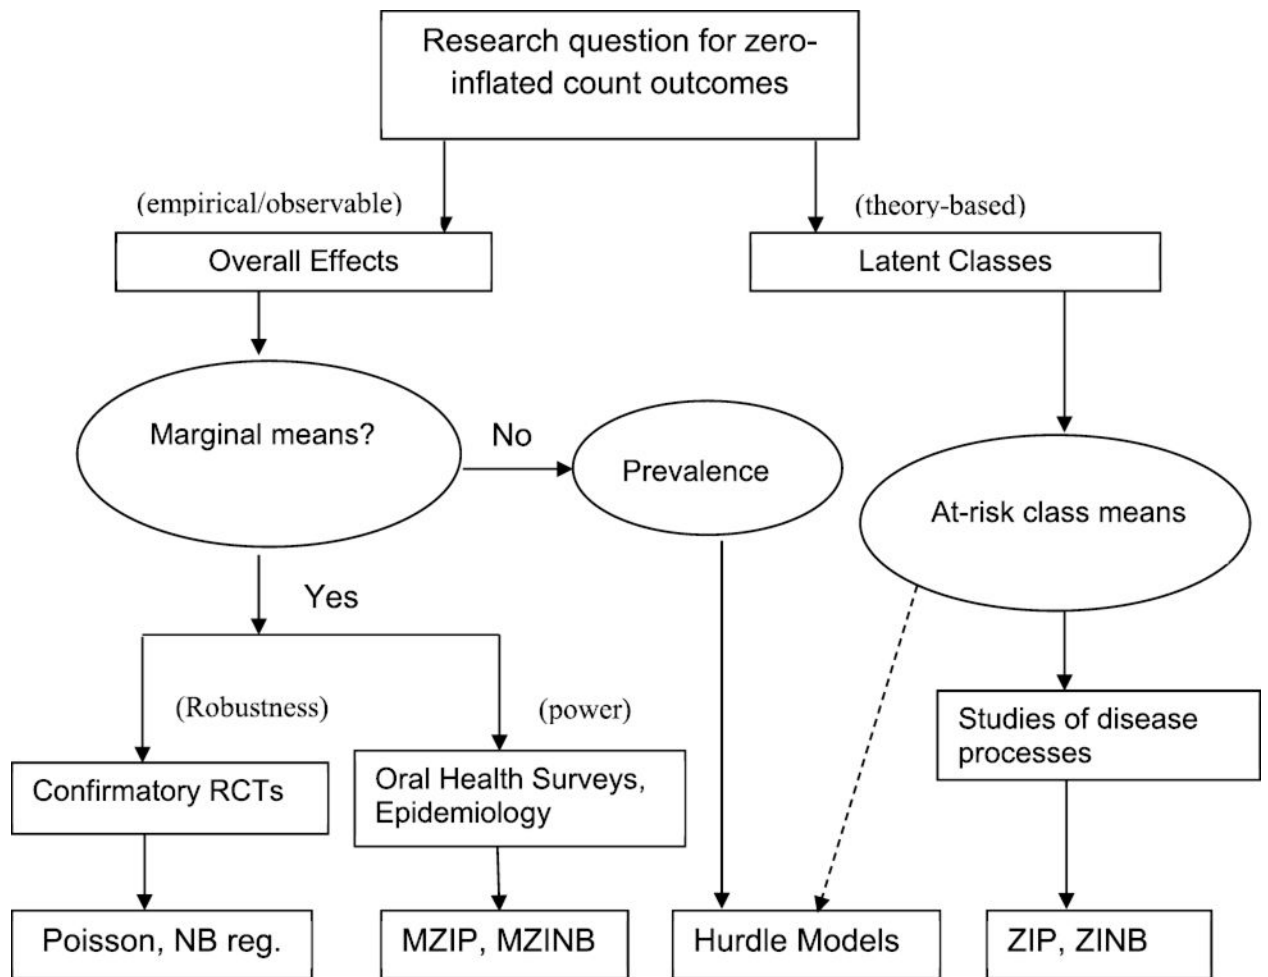 Research question for zero-
inflated count outcomes
(empirical/observable)
(theory-based)
Overall Effects
Latent Classes
Marginal means?
No
Prevalence
At-risk class means
Yes
(Robustness)
(power)
Studies of disease
processes
Confirmatory RCTs
Oral Health Surveys,
Epidemiology
Poisson, NB reg.
MZIP, MZINB
Hurdle Models
ZIP, ZINB